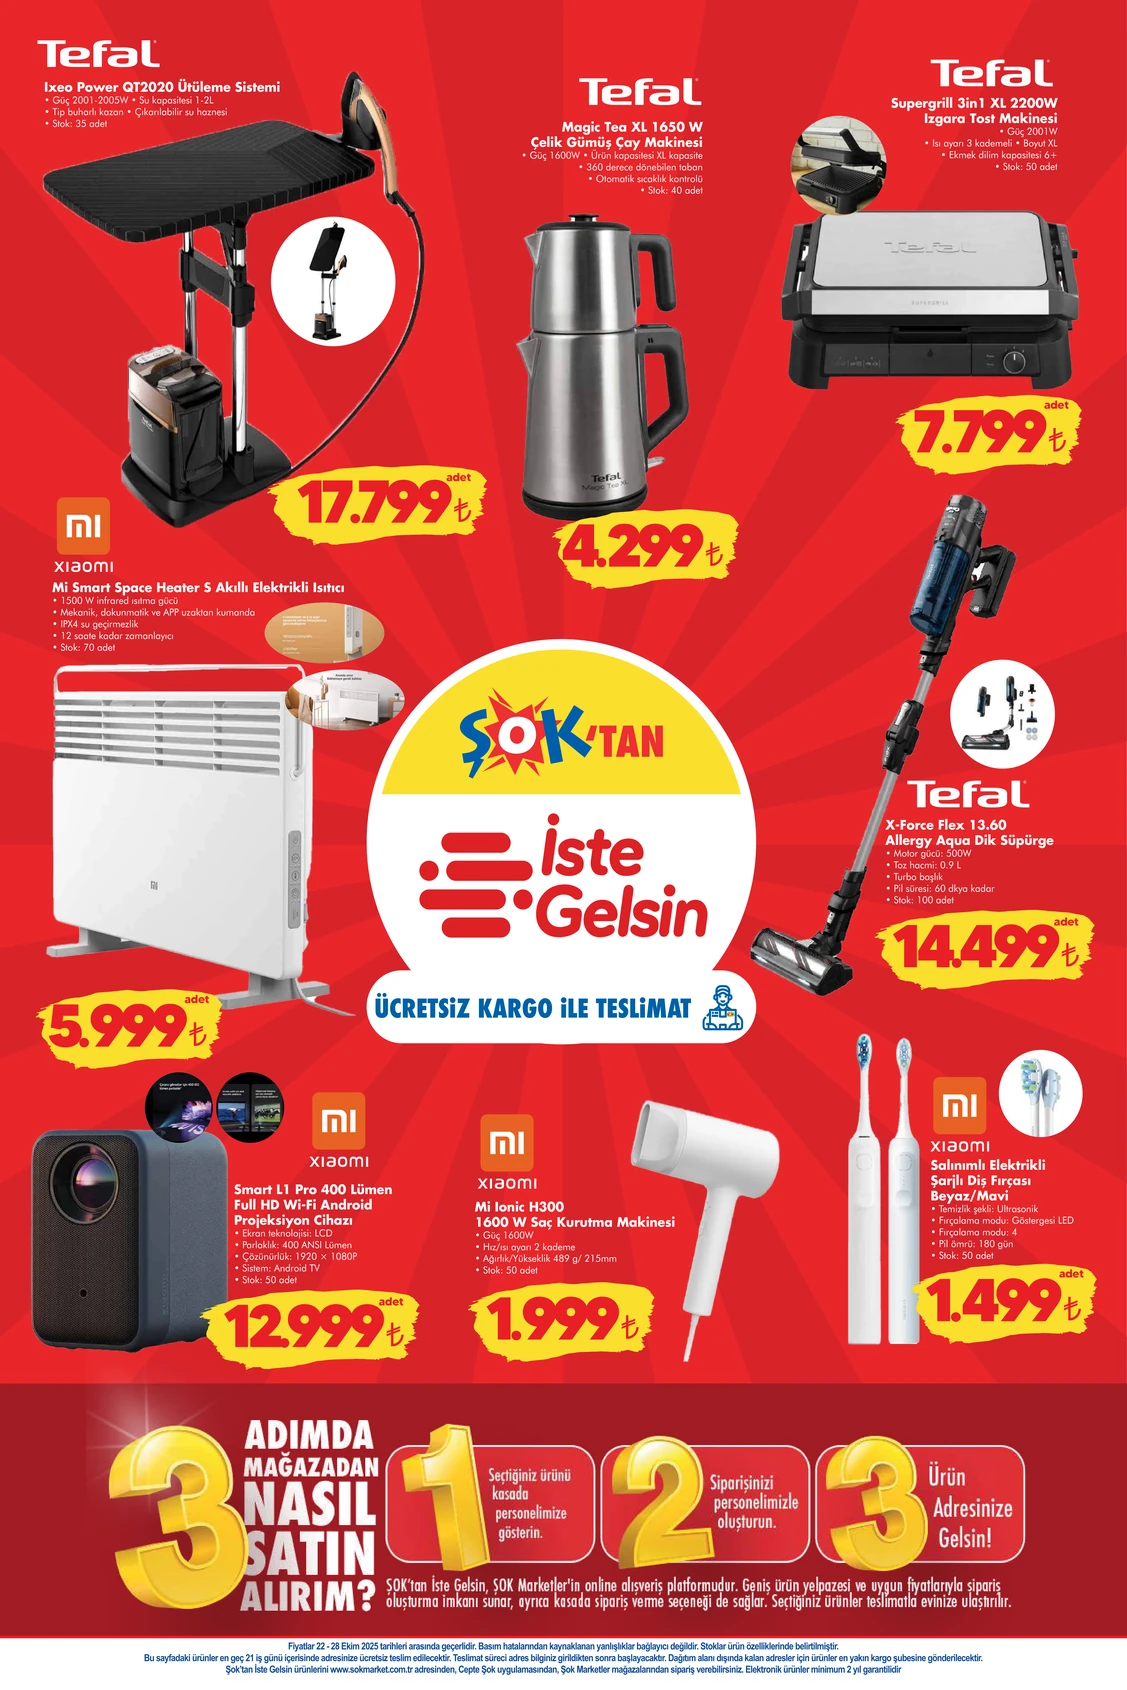 Tefal
Ixeo Power QT2020 Ütüleme Sistemi
• Güç 2001-2005W • Su kapasitesi 1-2L
• Tip buharlı kazan • Çıkarılabilir su haznesi
• Stok: 35 adet
adet
17.799₺
Tefal
Magic Tea XL 1650 W
Çelik Gümüş Çay Makinesi
• Güç 1600W • Ürün kapasitesi XL kapasite
• 360 derece dönebilen taban
• Otomatik sıcaklık kontrolü
• Stok: 40 adet
Tefal
Magic Tea XL
4.299₺
Tefal
Supergrill 3in1 XL 2200W
Izgara Tost Makinesi
• Güç 2001W
• Isı ayarı 3 kademeli • Boyut XL
• Ekmek dilim kapasitesi 6+
• Stok: 50 adet
Tefal
SUPERGRILL
adet
7.799₺
mi
xıaomı
Mi Smart Space Heater S Akıllı Elektrikli Isıtıcı
• 1500 W infrared ısıtma gücü
• Mekanik, dokunmatik ve APP uzaktan kumanda
• IPX4 su geçirmezlik
• 12 saate kadar zamanlayıcı
• Stok: 70 adet
adet
5.999₺
ŞOK'TAN
İste
Gelsin
ÜCRETSİZ KARGO İLE TESLİMAT
Tefal
X-Force Flex 13.60
Allergy Aqua Dik Süpürge
• Motor gücü: 500W
• Toz hacmi: 0.9 L
• Turbo başlık
• Pil süresi: 60 dkya kadar
• Stok: 100 adet
adet
14.499₺
mi
xıaomı
Smart L1 Pro 400 Lümen
Full HD Wi-Fi Android
Projeksiyon Cihazı
• Ekran teknolojisi: LCD
• Parlaklık: 400 ANSI Lümen
• Çözünürlük: 1920 × 1080P
• Sistem: Android TV
• Stok: 50 adet
adet
12.999₺
mi
xıaomı
Mi Ionic H300
1600 W Saç Kurutma Makinesi
• Güç 1600W
• Hız/ısı ayarı 2 kademe
• Ağırlık/Yükseklik 489 g/ 215mm
• Stok: 50 adet
1.999₺
mi
xıaomı
Salınımlı Elektrikli
Şarjlı Diş Fırçası
Beyaz/Mavi
• Temizlik şekli: Ultrasonik
• Fırçalama modu: Göstergesi LED
• Fırçalama modu: 4
• Pil ömrü: 180 gün
• Stok: 50 adet
adet
1.499₺
3 ADIMDA
MAĞAZADAN
NASIL
SATIN
ALIRIM?
1
Seçtiğiniz ürünü
kasada
personelimize
gösterin.
2
Siparişinizi
personelimizle
oluşturun.
3
Ürün
Adresinize
Gelsin!
ŞOK'tan İste Gelsin, ŞOK Marketler'in online alışveriş platformudur. Geniş ürün yelpazesi ve uygun fiyatlarıyla sipariş
oluşturma imkanı sunar, ayrıca kasada sipariş verme seçeneği de sağlar. Seçtiğiniz ürünler teslimatla evinize ulaştırılır.
Fiyatlar 22 - 28 Ekim 2025 tarihleri arasında geçerlidir. Basım hatalarından kaynaklanan yanlışlıklar bağlayıcı değildir. Stoklar ürün özelliklerinde belirtilmiştir.
Bu sayfadaki ürünler en geç 21 iş günü içerisinde adresinize ücretsiz teslim edilecektir. Teslimat süreci adres bilginiz girildikten sonra başlayacaktır. Dağıtım alanı dışında kalan adresler için ürünler en yakın kargo şubesine gönderilecektir.
Şok'tan İste Gelsin ürünlerini www.sokmarket.com.tr adresinden, Cepte Şok uygulamasından, Şok Marketler mağazalarından sipariş verebilirsiniz. Elektronik ürünler minimum 2 yıl garantilidir